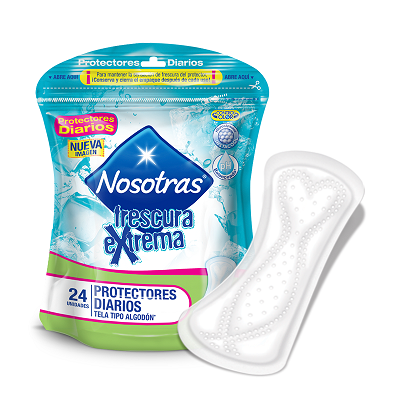 Protectores Diarios
ABRE AQUÍ
Para mantener la sensación de frescura del protector,
¡Conserva y cierra el empaque después de cada uso!
ABRE AQUÍ
Protectores
Diarios
NUEVA
IMAGEN
Nosotras
frescura
eXtrema
24
UNIDADES
PROTECTORES
DIARIOS
TELA TIPO ALGODÓN*